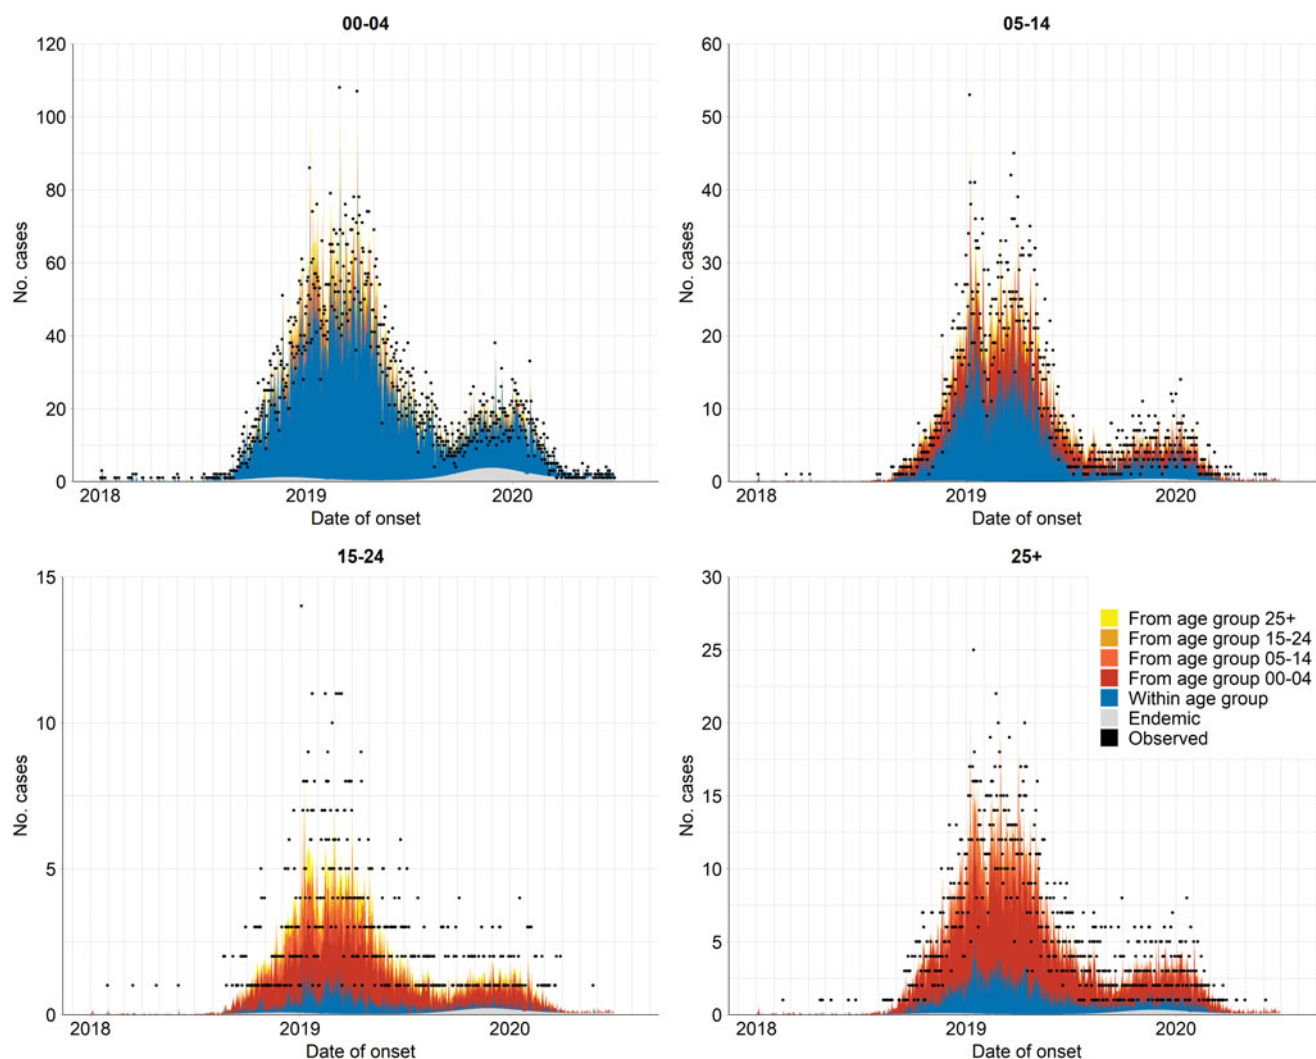 00-04
120
100
80
60
40
20
0
No. cases
2018 2019 2020
Date of onset
05-14
60
50
40
30
20
10
0
No. cases
2018 2019 2020
Date of onset
15-24
15
10
5
0
No. cases
2018 2019 2020
Date of onset
25+
30
25
20
15
10
5
0
No. cases
2018 2019 2020
Date of onset
From age group 25+
From age group 15-24
From age group 05-14
From age group 00-04
Within age group
Endemic
Observed